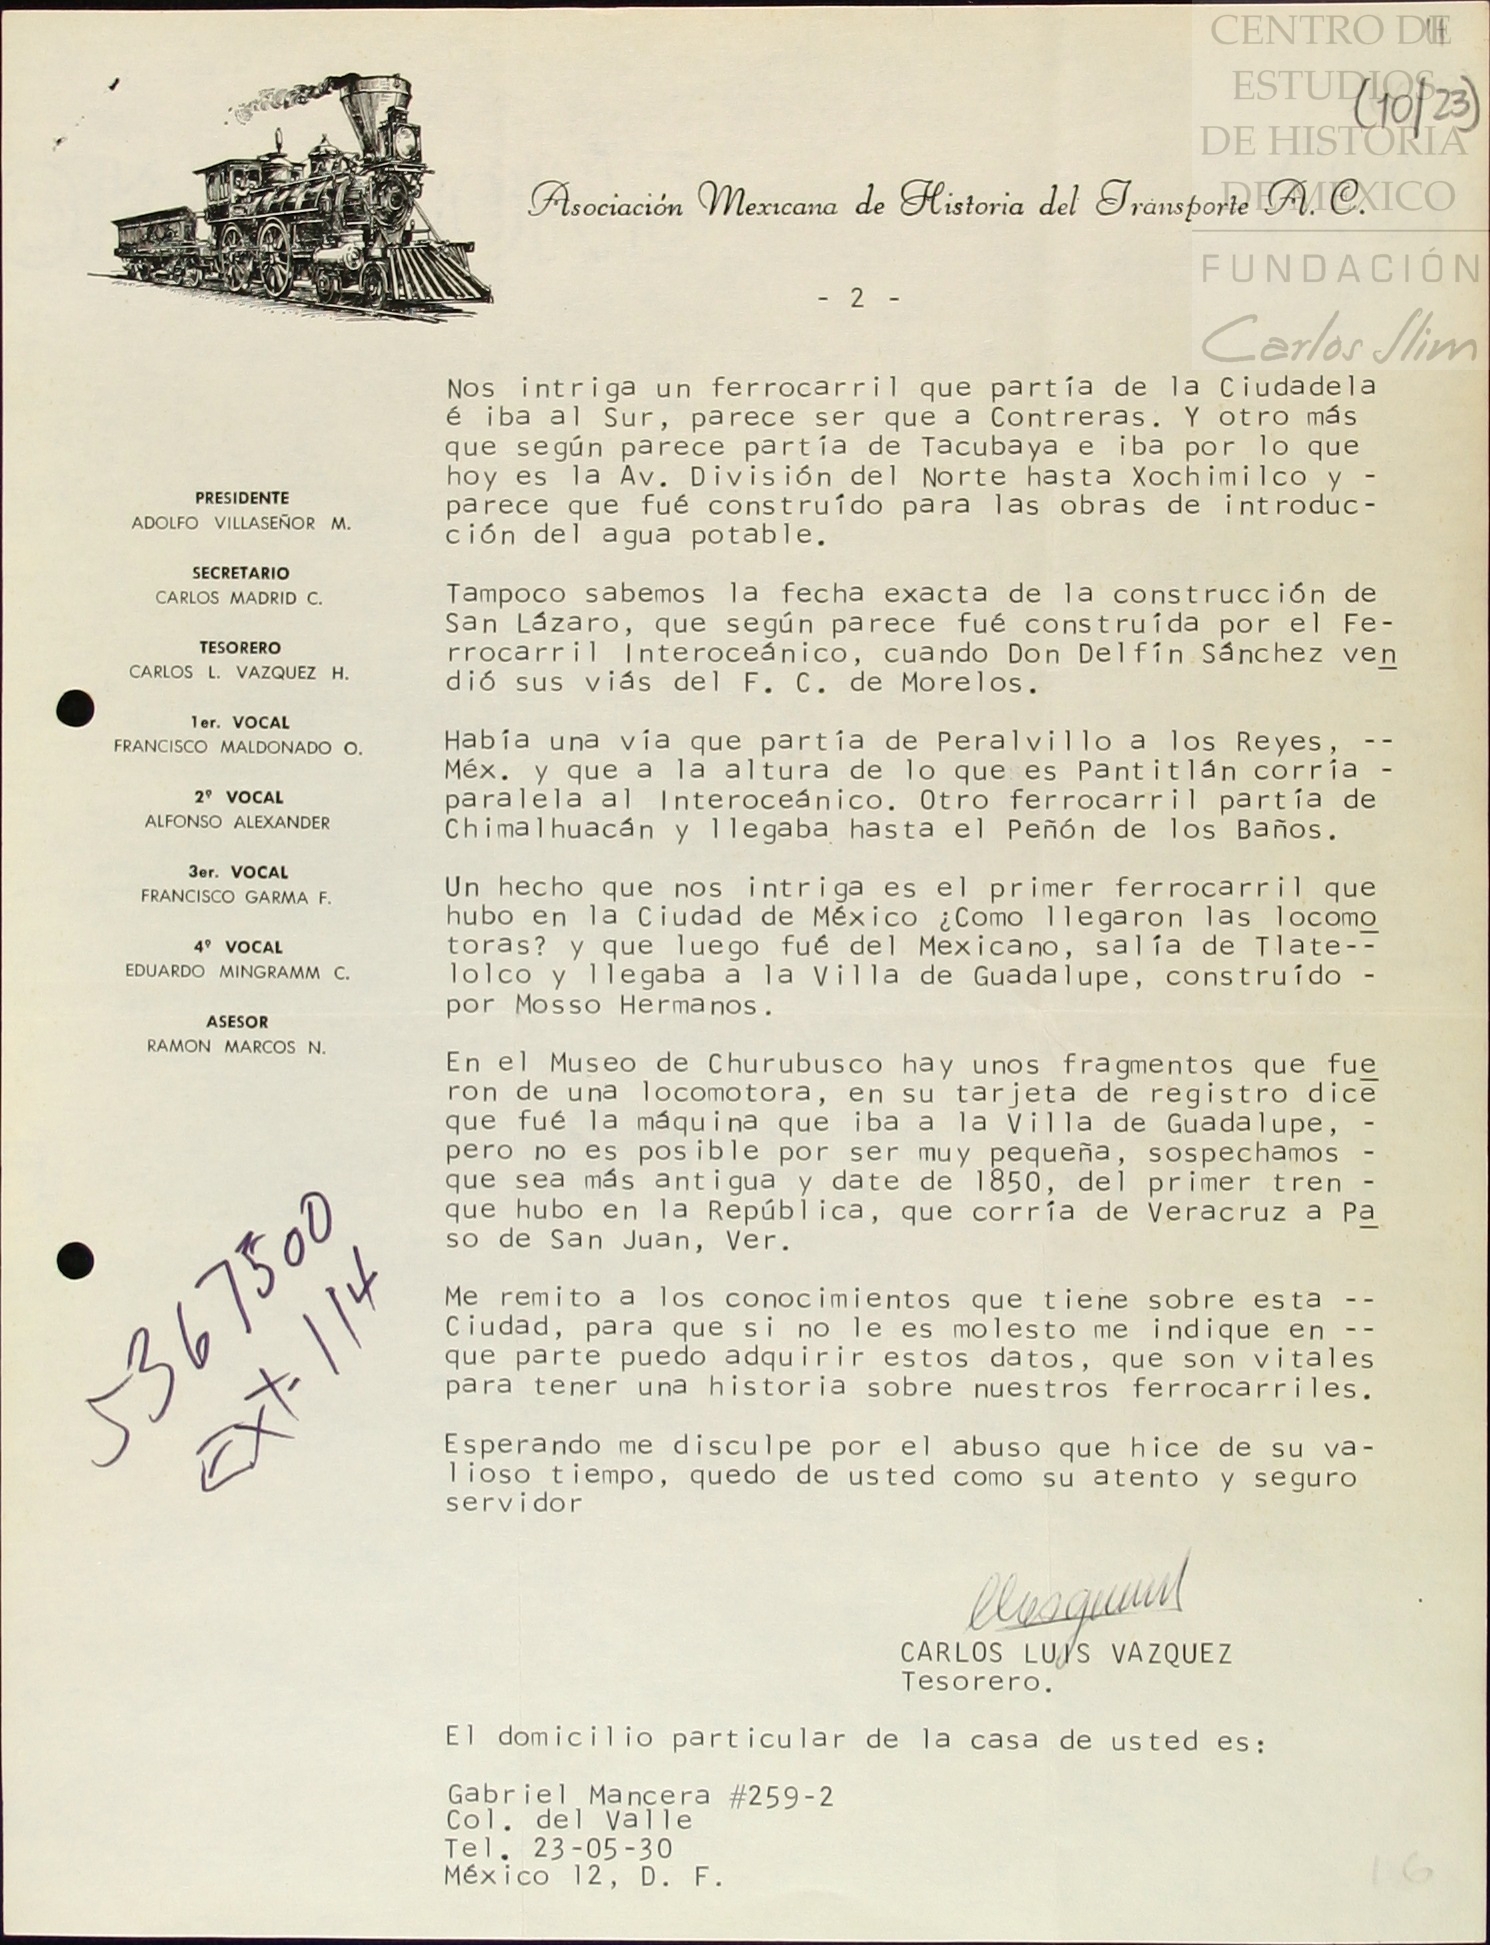 CENTRO DE
ESTUDIOS
DE HISTORIA
DE MEXICO
FUNDACIÓN
Carlos Slim
(10/23)
Asociación Mexicana de Historia del Transporte A. C.
- 2 -
Nos intriga un ferrocarril que partía de la Ciudadela
é iba al Sur, parece ser que a Contreras. Y otro más
que según parece partía de Tacubaya e iba por lo que
hoy es la Av. División del Norte hasta Xochimilco y -
parece que fué construído para las obras de introduc-
ción del agua potable.
Tampoco sabemos la fecha exacta de la construcción de
San Lázaro, que según parece fué construída por el Fe-
rrocarril Interoceánico, cuando Don Delfín Sánchez ven
dió sus viás del F. C. de Morelos.
Había una vía que partía de Peralvillo a los Reyes, --
Méx. y que a la altura de lo que es Pantitlán corría -
paralela al Interoceánico. Otro ferrocarril partía de
Chimalhuacán y llegaba hasta el Peñón de los Baños.
Un hecho que nos intriga es el primer ferrocarril que
hubo en la Ciudad de México ¿Como llegaron las locomo
toras? y que luego fué del Mexicano, salía de Tlate--
lolco y llegaba a la Villa de Guadalupe, construído -
por Mosso Hermanos.
En el Museo de Churubusco hay unos fragmentos que fue
ron de una locomotora, en su tarjeta de registro dice
que fué la máquina que iba a la Villa de Guadalupe, -
pero no es posible por ser muy pequeña, sospechamos -
que sea más antigua y date de 1850, del primer tren -
que hubo en la República, que corría de Veracruz a Pa
so de San Juan, Ver.
Me remito a los conocimientos que tiene sobre esta --
Ciudad, para que si no le es molesto me indique en --
que parte puedo adquirir estos datos, que son vitales
para tener una historia sobre nuestros ferrocarriles.
Esperando me disculpe por el abuso que hice de su va-
lioso tiempo, quedo de usted como su atento y seguro
servidor
CARLOS LUIS VAZQUEZ
Tesorero.
El domicilio particular de la casa de usted es:
Gabriel Mancera #259-2
Col. del Valle
Tel. 23-05-30
México 12, D. F.
PRESIDENTE
ADOLFO VILLASEÑOR M.
SECRETARIO
CARLOS MADRID C.
TESORERO
CARLOS L. VAZQUEZ H.
1er. VOCAL
FRANCISCO MALDONADO O.
2º VOCAL
ALFONSO ALEXANDER
3er. VOCAL
FRANCISCO GARMA F.
4º VOCAL
EDUARDO MINGRAMM C.
ASESOR
RAMON MARCOS N.
5367500
Ext. 114
16